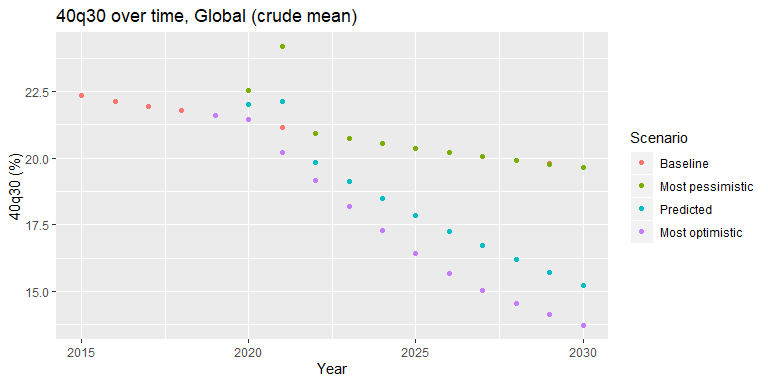 40q30 over time, Global (crude mean)
40q30 (%)
22.5
20.0
17.5
15.0
2015
2020
2025
2030
Year
Scenario
Baseline
Most pessimistic
Predicted
Most optimistic